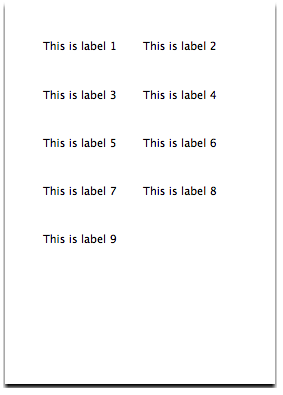 This is label 1 This is label 2
This is label 3 This is label 4
This is label 5 This is label 6
This is label 7 This is label 8
This is label 9